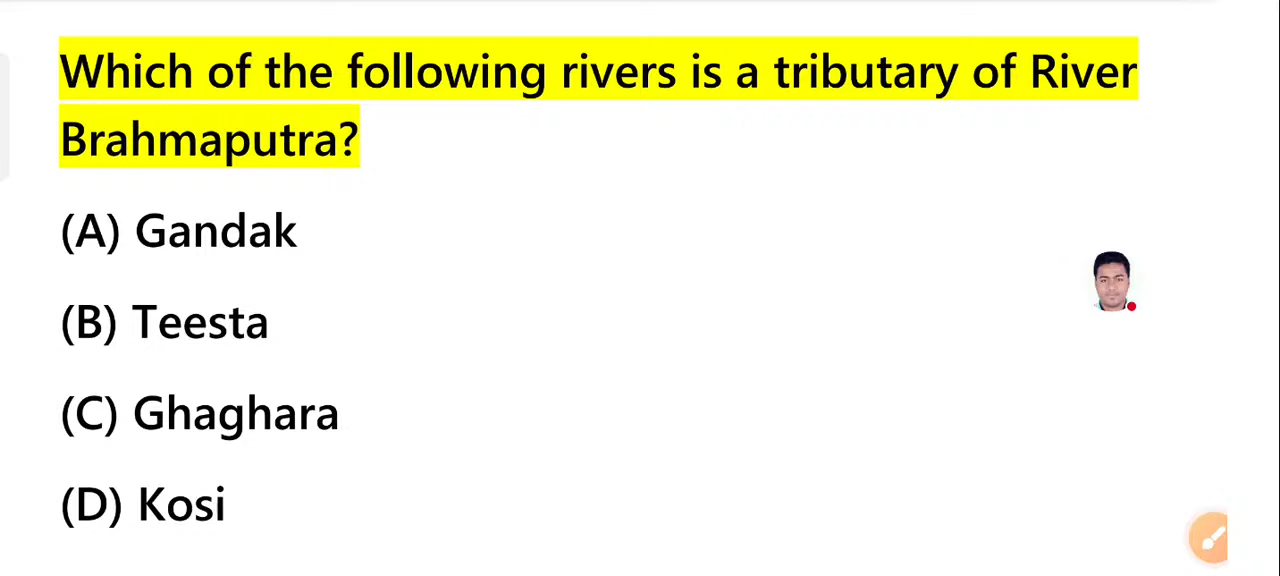 Which of the following rivers is a tributary of River
Brahmaputra?
(A) Gandak
(B) Teesta
(C) Ghaghara
(D) Kosi